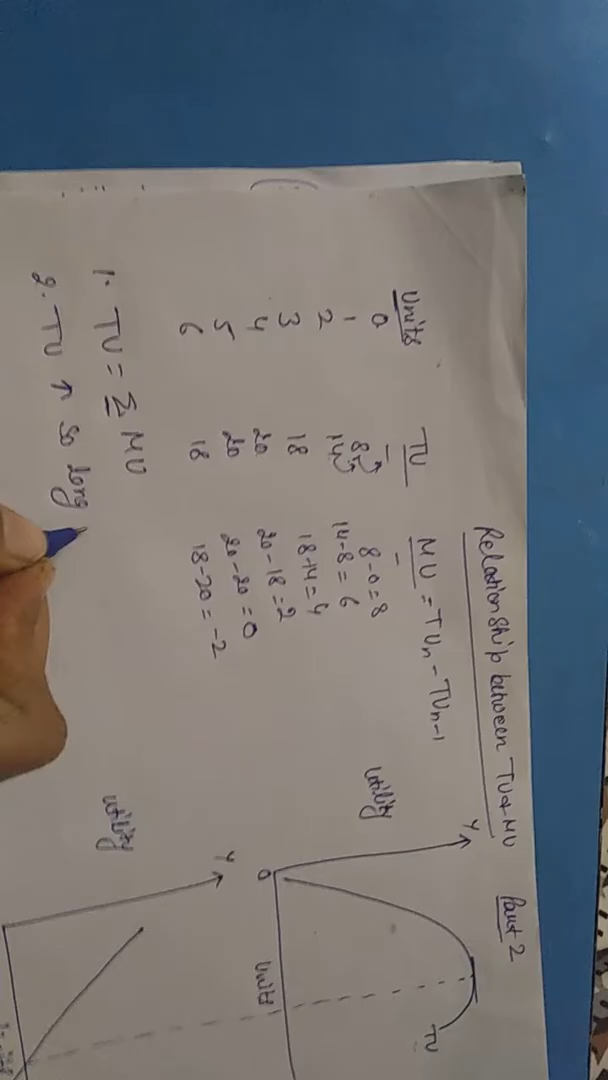 Relationship between TU & MU Part 2
Units TU MU = TUn - TUn-1
0 - -
1 8 8-0=8
2 14 14-8=6
3 18 18-14=4
4 20 20-18=2
5 20 20-20=0
6 18 18-20=-2
1. TU = Σ MU
2. TU ↑ so long
Y
Utility
TU
O
Units
Y
Utility